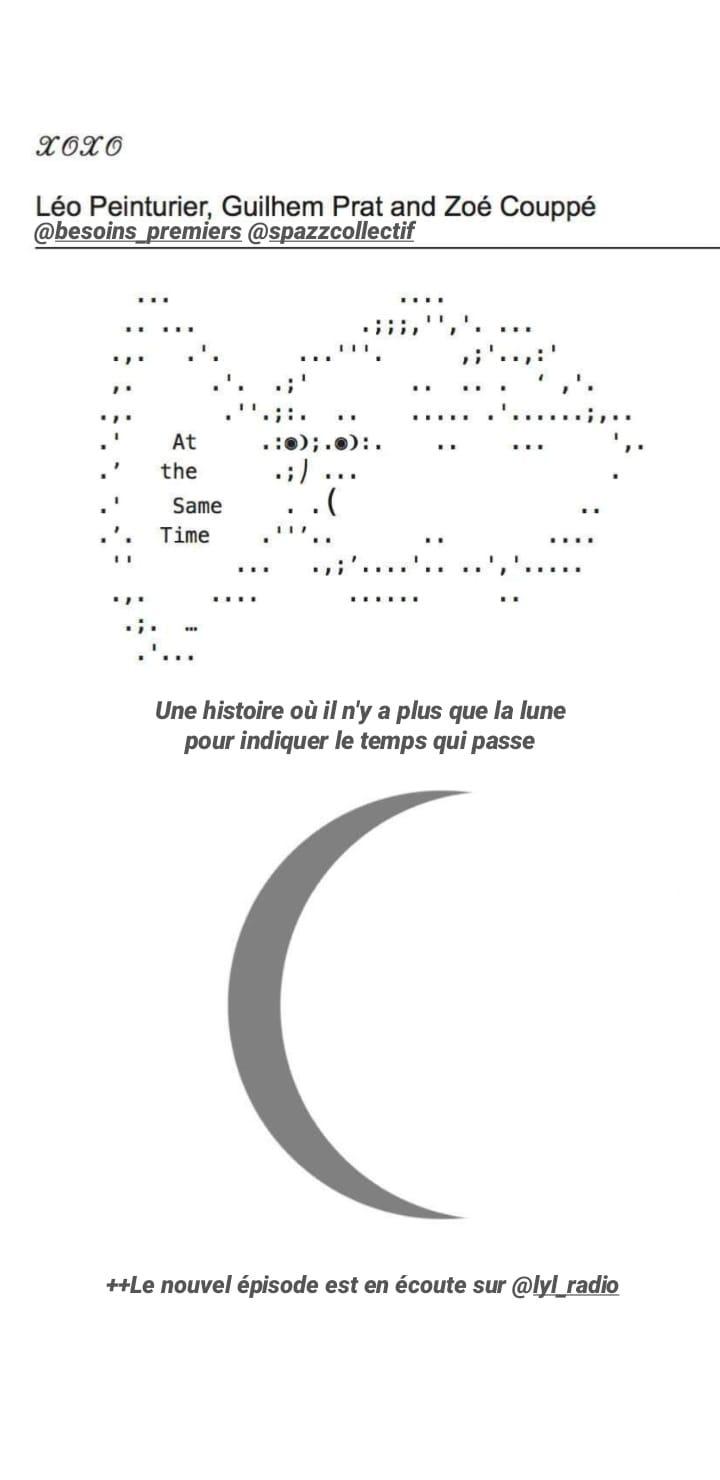 XOXO
Léo Peinturier, Guilhem Prat and Zoé Couppé
@besoins_premiers @spazzcollectif
At
the
Same
Time
Une histoire où il n'y a plus que la lune
pour indiquer le temps qui passe
++Le nouvel épisode est en écoute sur @lyl_radio